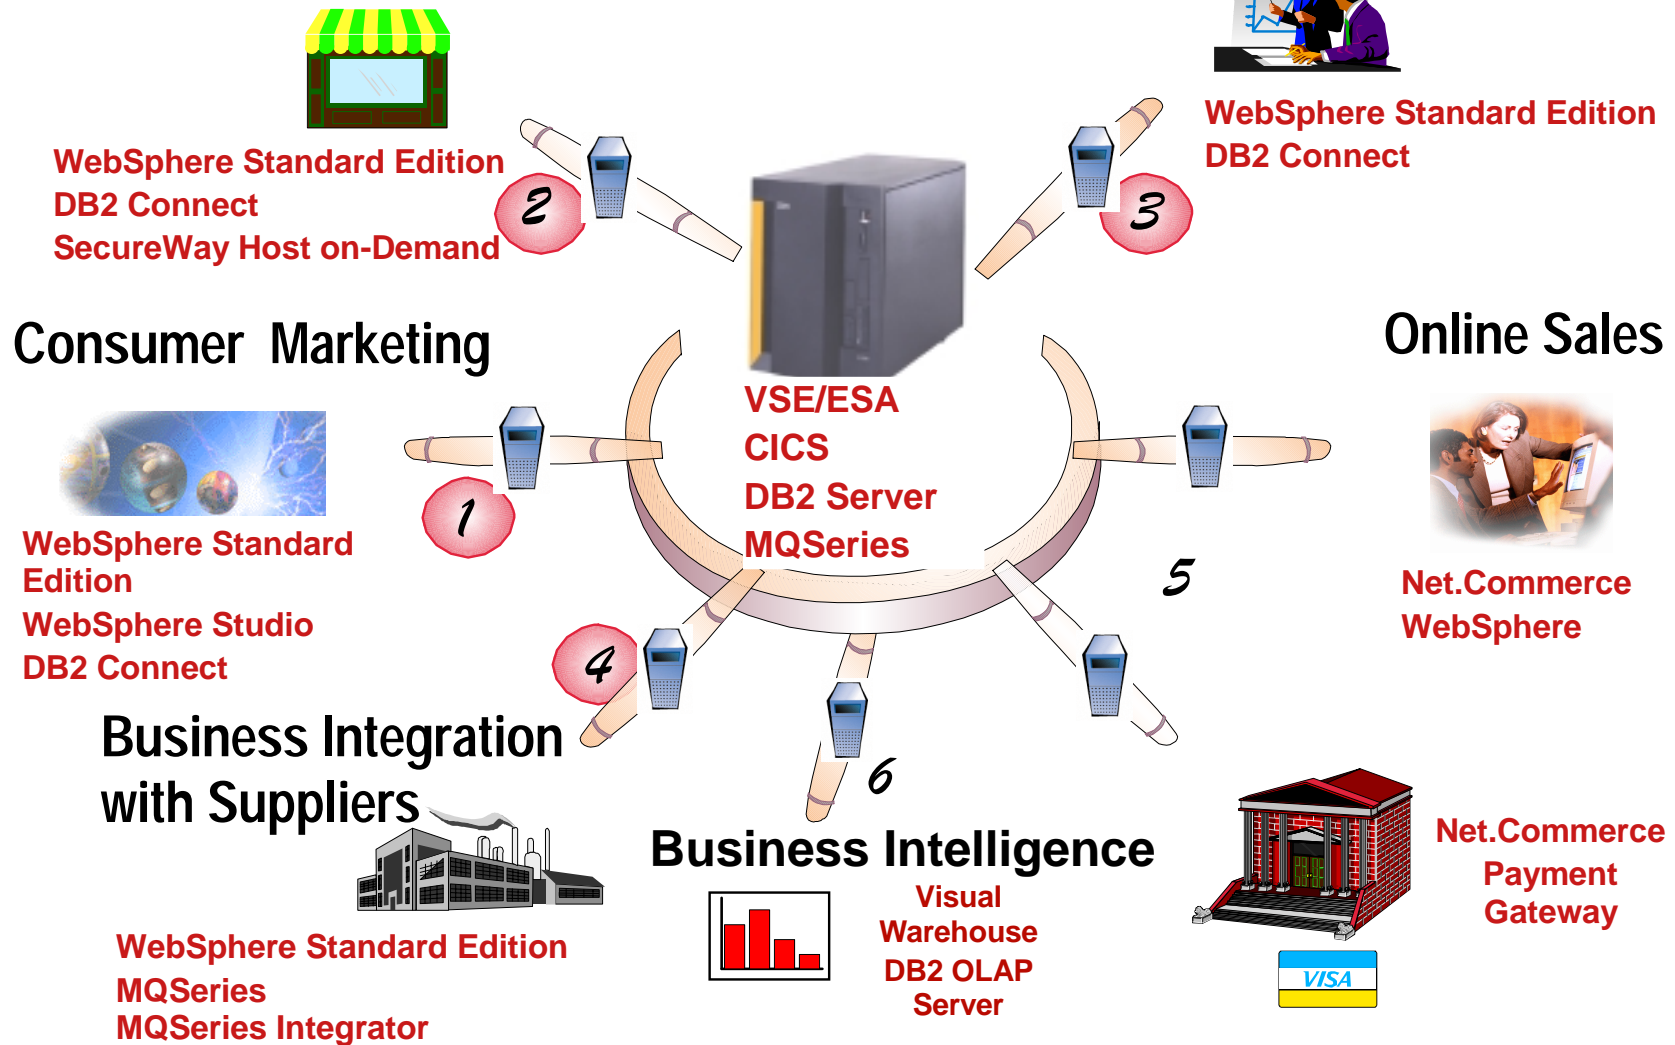 WebSphere Standard Edition
DB2 Connect
SecureWay Host on-Demand
2
3
WebSphere Standard Edition
DB2 Connect
Consumer Marketing
Online Sales
VSE/ESA
CICS
DB2 Server
MQSeries
1
WebSphere Standard
Edition
WebSphere Studio
DB2 Connect
5
Net.Commerce
WebSphere
4
Business Integration
with Suppliers
6
Business Intelligence
WebSphere Standard Edition
MQSeries
MQSeries Integrator
Visual
Warehouse
DB2 OLAP
Server
Net.Commerce
Payment
Gateway
VISA